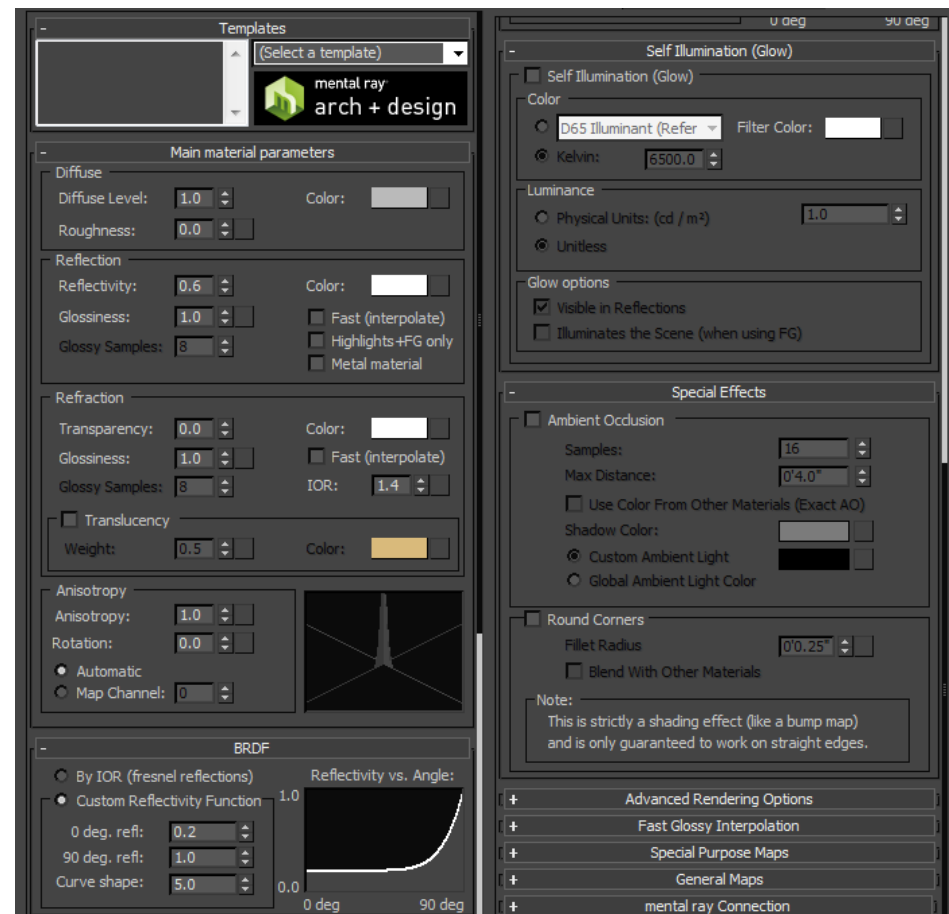 - Templates
(Select a template)
mental ray
arch + design
- Main material parameters
Diffuse
Diffuse Level: 1.0 Color:
Roughness: 0.0
Reflection
Reflectivity: 0.6 Color:
Glossiness: 1.0 Fast (interpolate)
Highlights+FG only
Glossy Samples: 8
Metal material
Refraction
Transparency: 0.0 Color:
Glossiness: 1.0 Fast (interpolate)
Glossy Samples: 8 IOR: 1.4
Translucency
Weight: 0.5 Color:
Anisotropy
Anisotropy: 1.0
Rotation: 0.0
Automatic
Map Channel: 0
- BRDF
By IOR (fresnel reflections) Reflectivity vs. Angle:
Custom Reflectivity Function 1.0
0 deg. refl: 0.2
90 deg. refl: 1.0
Curve shape: 5.0 0.0
0 deg 90 deg
0 deg 90 deg
- Self Illumination (Glow)
Self Illumination (Glow)
Color
D65 Illuminant (Refer Filter Color:
Kelvin: 6500.0
Luminance
Physical Units: (cd / m²) 1.0
Unitless
Glow options
Visible in Reflections
Illuminates the Scene (when using FG)
- Special Effects
Ambient Occlusion
Samples: 16
Max Distance: 0'4.0"
Use Color From Other Materials (Exact AO)
Shadow Color:
Custom Ambient Light
Global Ambient Light Color
Round Corners
Fillet Radius 0'0.25"
Blend With Other Materials
Note:
This is strictly a shading effect (like a bump map)
and is only guaranteed to work on straight edges.
+ Advanced Rendering Options
+ Fast Glossy Interpolation
+ Special Purpose Maps
+ General Maps
+ mental ray Connection